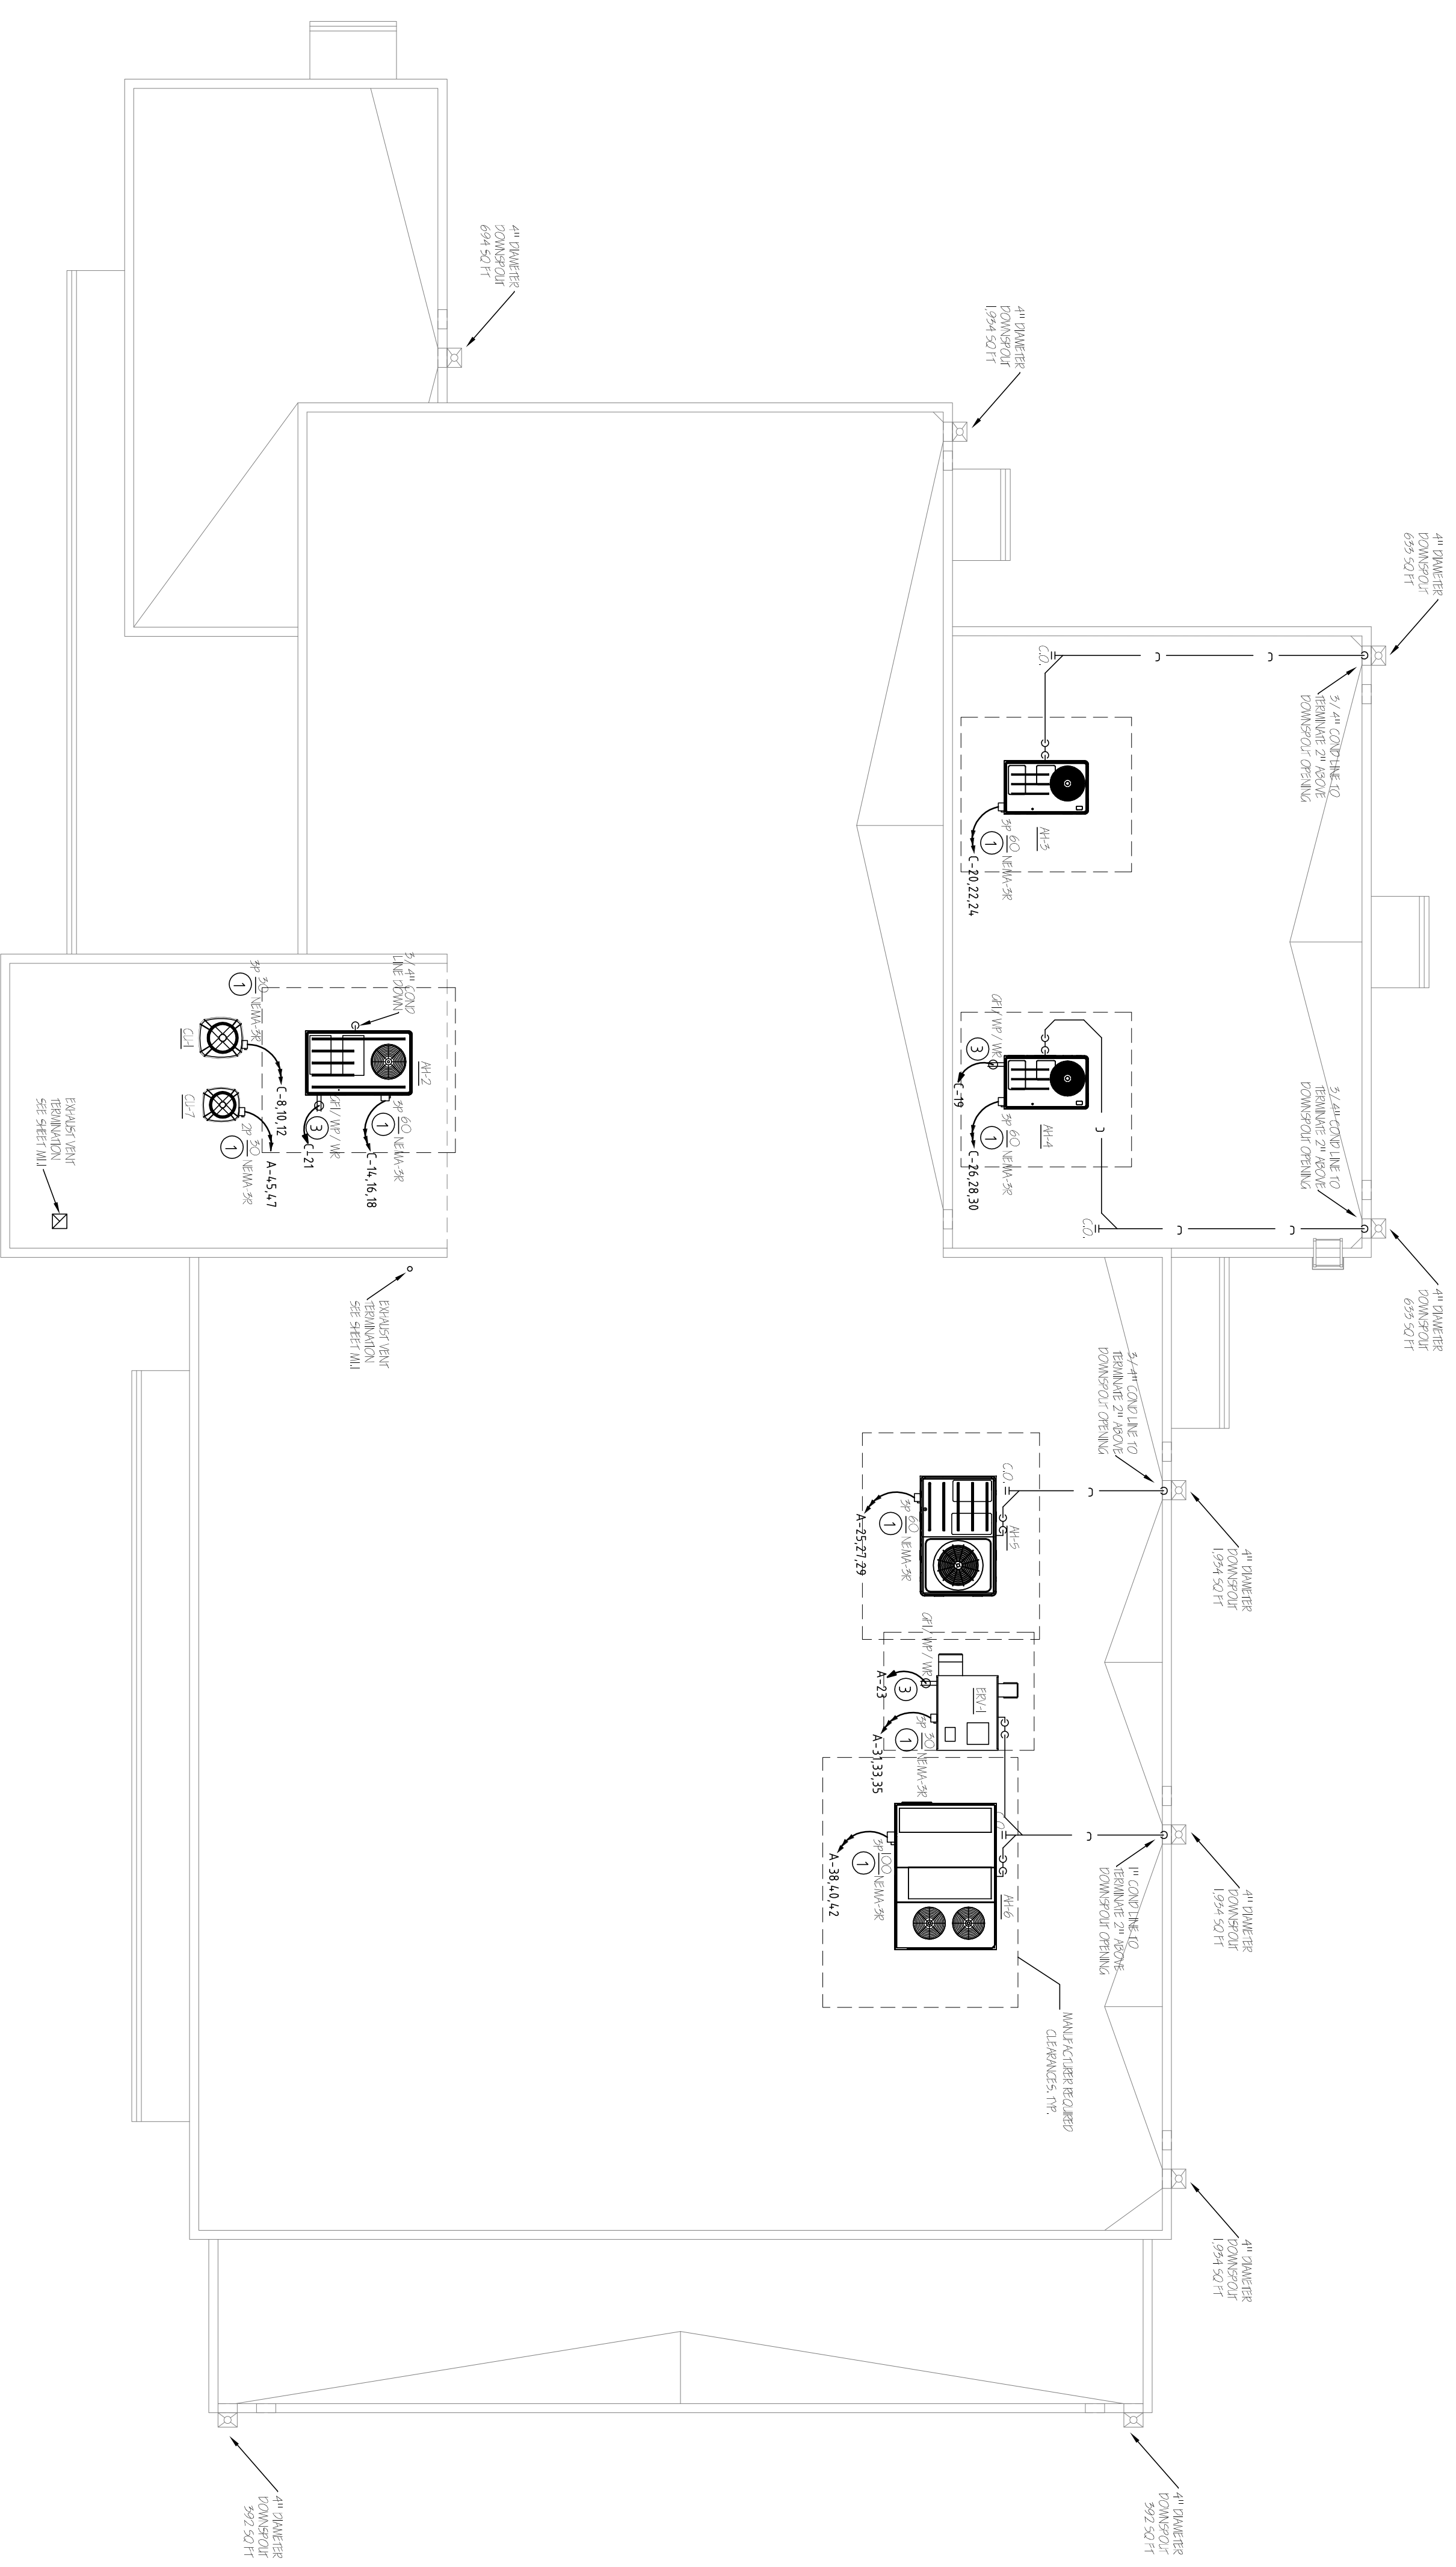 4" DIAMETER
DOWNSPOUT
633 SQ FT
4" DIAMETER
DOWNSPOUT
633 SQ FT
3/4" COND LINE TO
TERMINATE 2" ABOVE
DOWNSPOUT OPENING
3/4" COND LINE TO
TERMINATE 2" ABOVE
DOWNSPOUT OPENING
4" DIAMETER
DOWNSPOUT
1,934 SQ FT
4" DIAMETER
DOWNSPOUT
1,934 SQ FT
4" DIAMETER
DOWNSPOUT
1,934 SQ FT
4" DIAMETER
DOWNSPOUT
392 SQ FT
3/4" COND LINE TO
TERMINATE 2" ABOVE
DOWNSPOUT OPENING
1" COND LINE TO
TERMINATE 2" ABOVE
DOWNSPOUT OPENING
C.O.
C.O.
MANUFACTURER REQUIRED
CLEARANCES, TYP.
4" DIAMETER
DOWNSPOUT
1,934 SQ FT
AH-3
3P 60 NEMA-3R
1
C-20,22,24
GFI/ WP / WR
3
C-19
AH-4
3P 60 NEMA-3R
1
C-26,28,30
C.O.
AH-5
3P 60 NEMA-3R
1
A-25,27,29
GFI/ WP / WR
3
A-23
ERV-1
3P 30 NEMA-3R
1
A-31,33,35
AH-6
3P 100 NEMA-3R
1
A-38,40,42
4" DIAMETER
DOWNSPOUT
694 SQ FT
3/4" COND
LINE DOWN
AH-2
3P 60 NEMA-3R
1
C-14,16,18
GFI/ WP / WR
3
C-21
EXHAUST VENT
TERMINATION
SEE SHEET M1.1
3P 30 NEMA-3R
1
C-8,10,12
CU-1
2P 30 NEMA-3R
1
A-45,47
CU-7
EXHAUST VENT
TERMINATION
SEE SHEET M1.1
4" DIAMETER
DOWNSPOUT
392 SQ FT